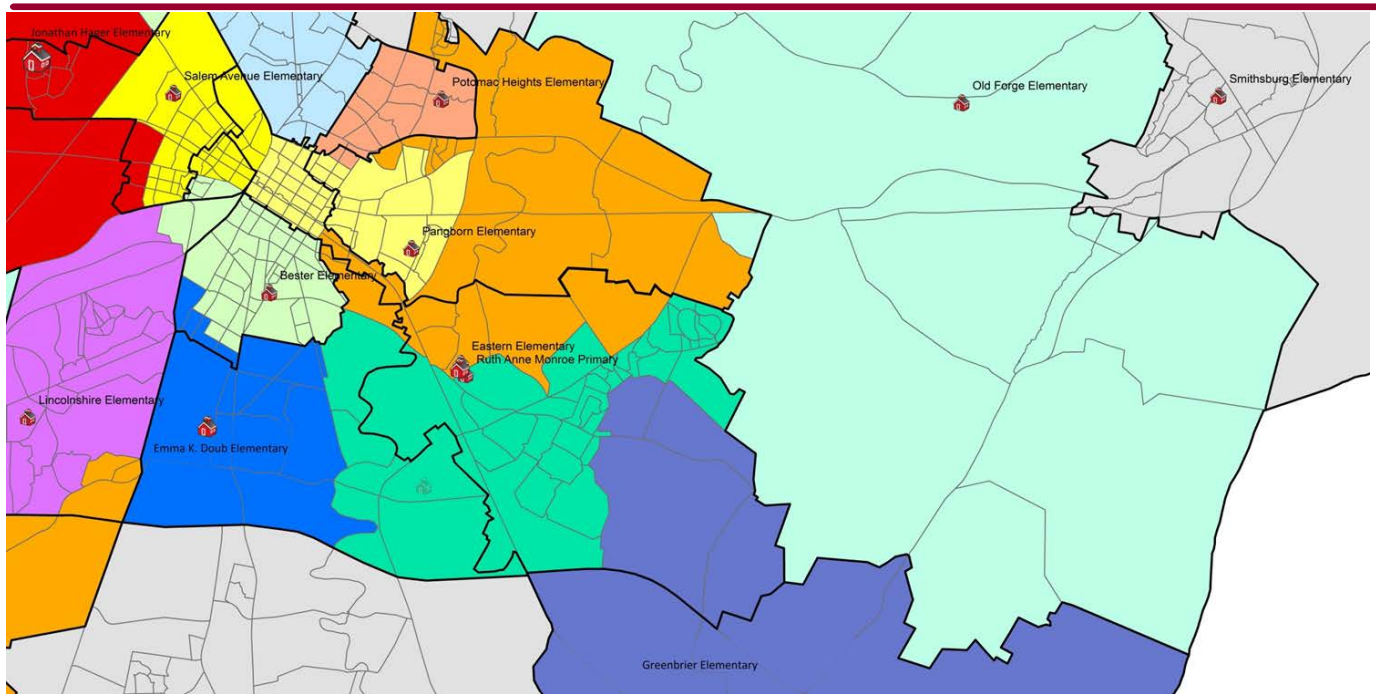 Jonathan Hager Elementary
Salem Avenue Elementary
Potomac Heights Elementary
Old Forge Elementary
Smithsburg Elementary
Pangborn Elementary
Bester Elementary
Eastern Elementary
Ruth Anne Monroe Primary
Lincolnshire Elementary
Emma K. Doub Elementary
Greenbrier Elementary